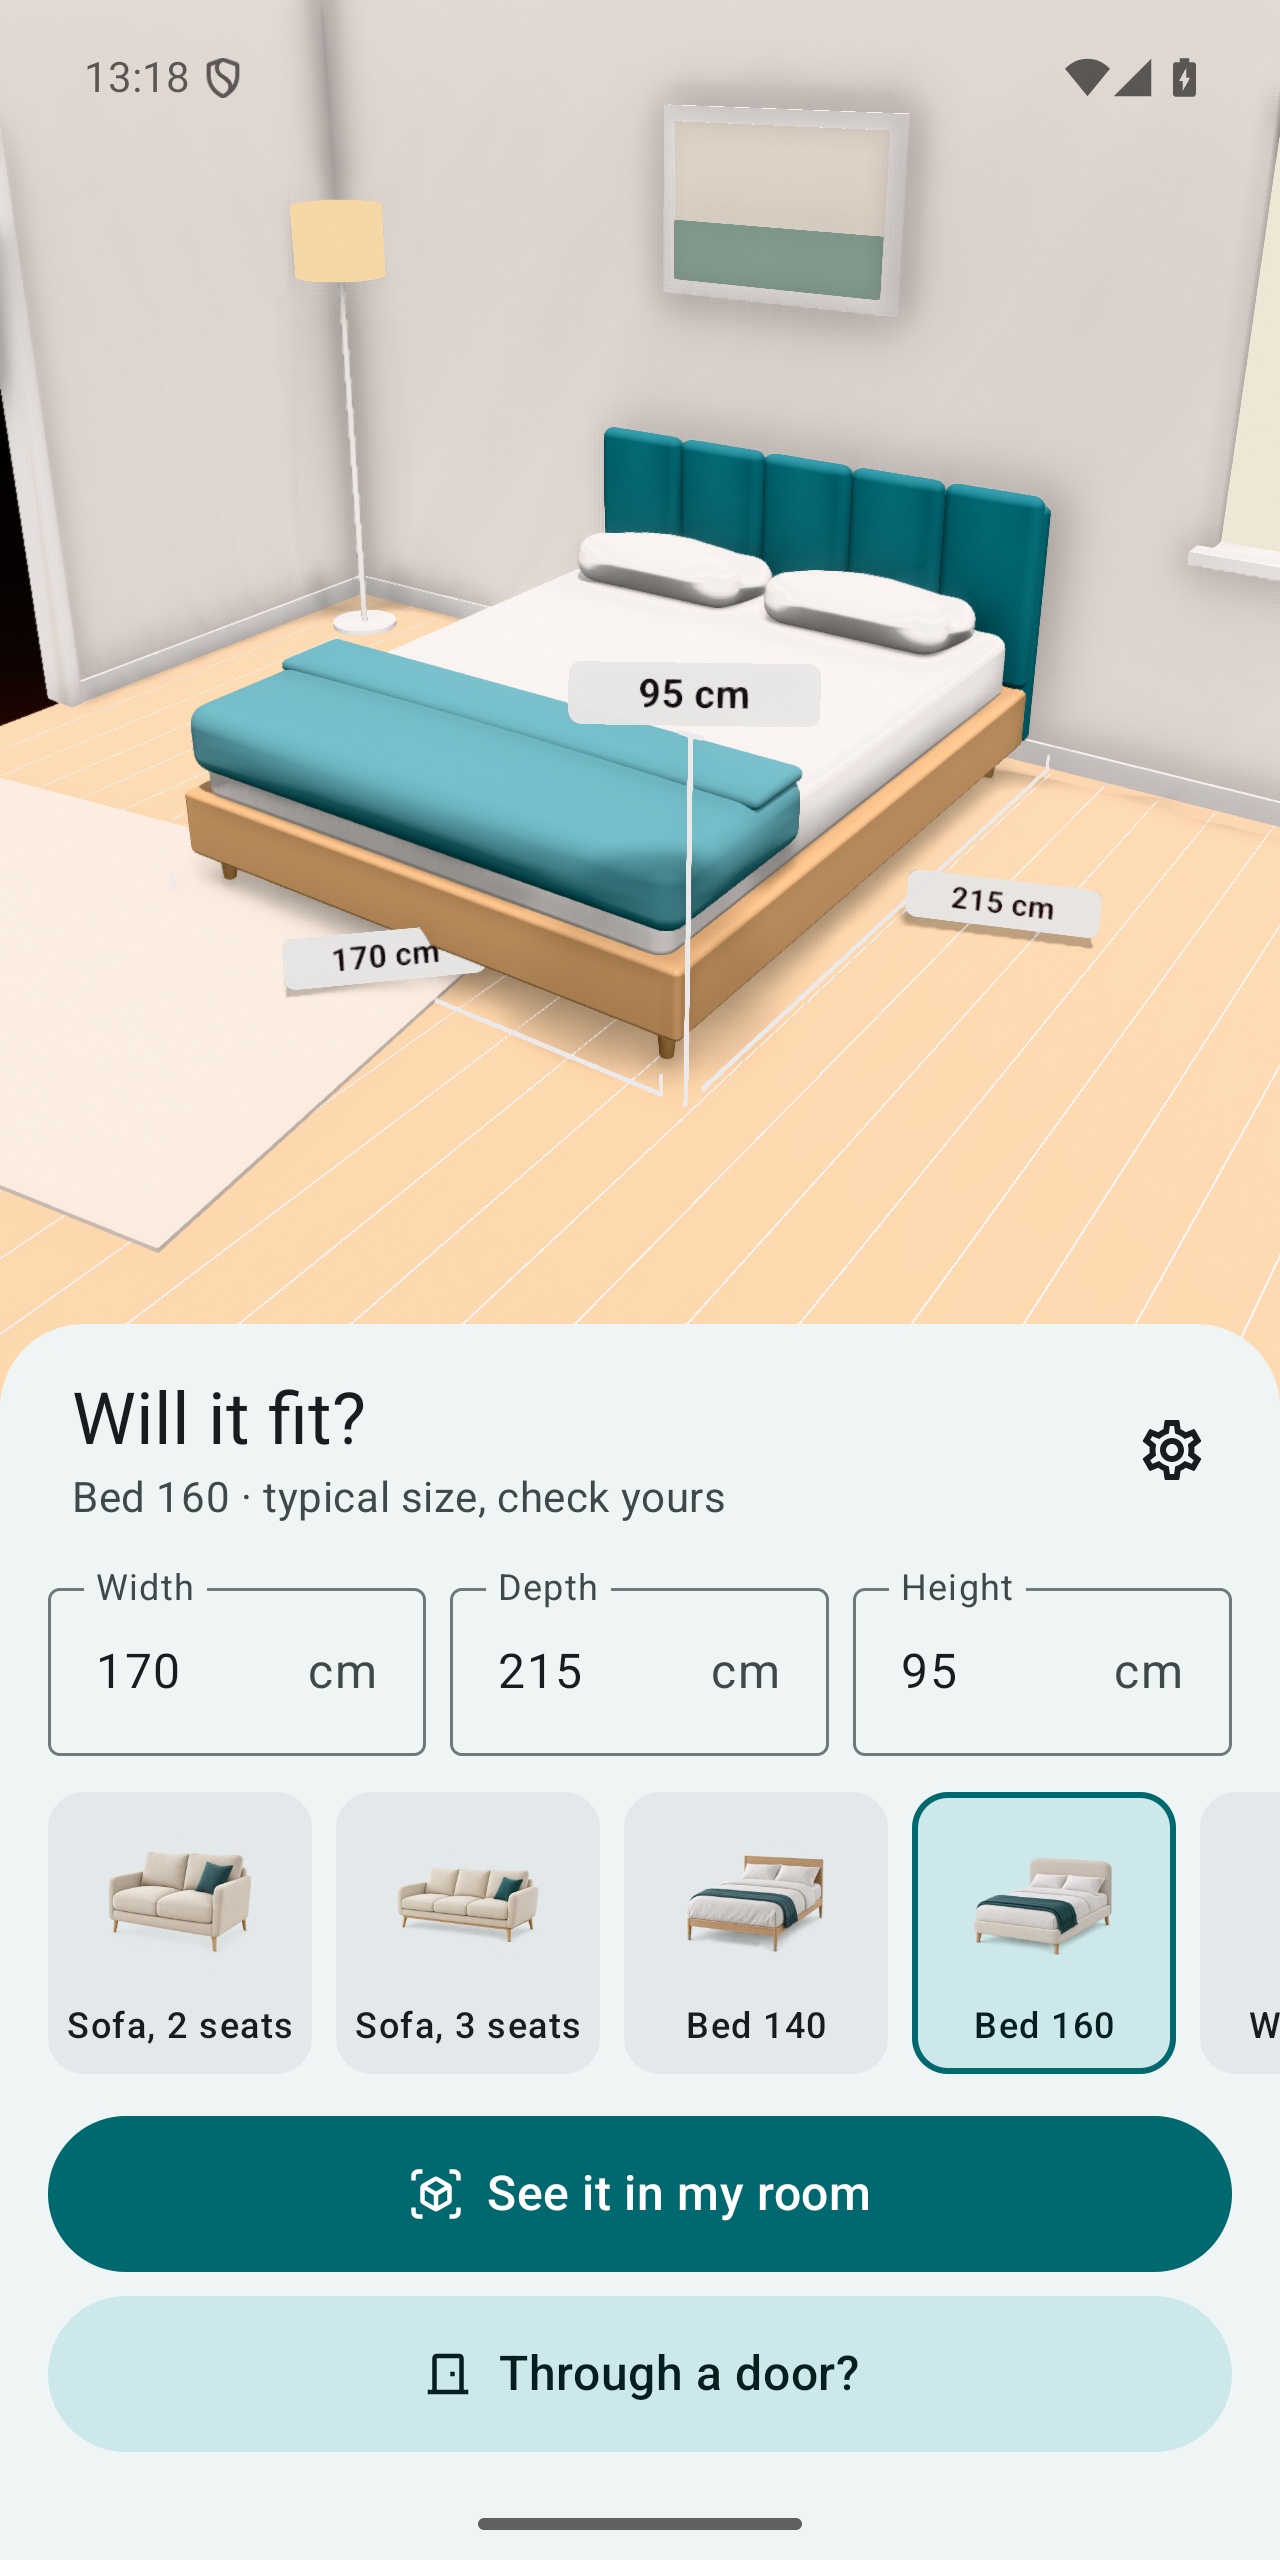 13:18
95 cm
215 cm
170 cm
Will it fit?
Bed 160 · typical size, check yours
Width
Depth
Height
170 cm
215 cm
95 cm
Sofa, 2 seats
Sofa, 3 seats
Bed 140
Bed 160
W
See it in my room
Through a door?